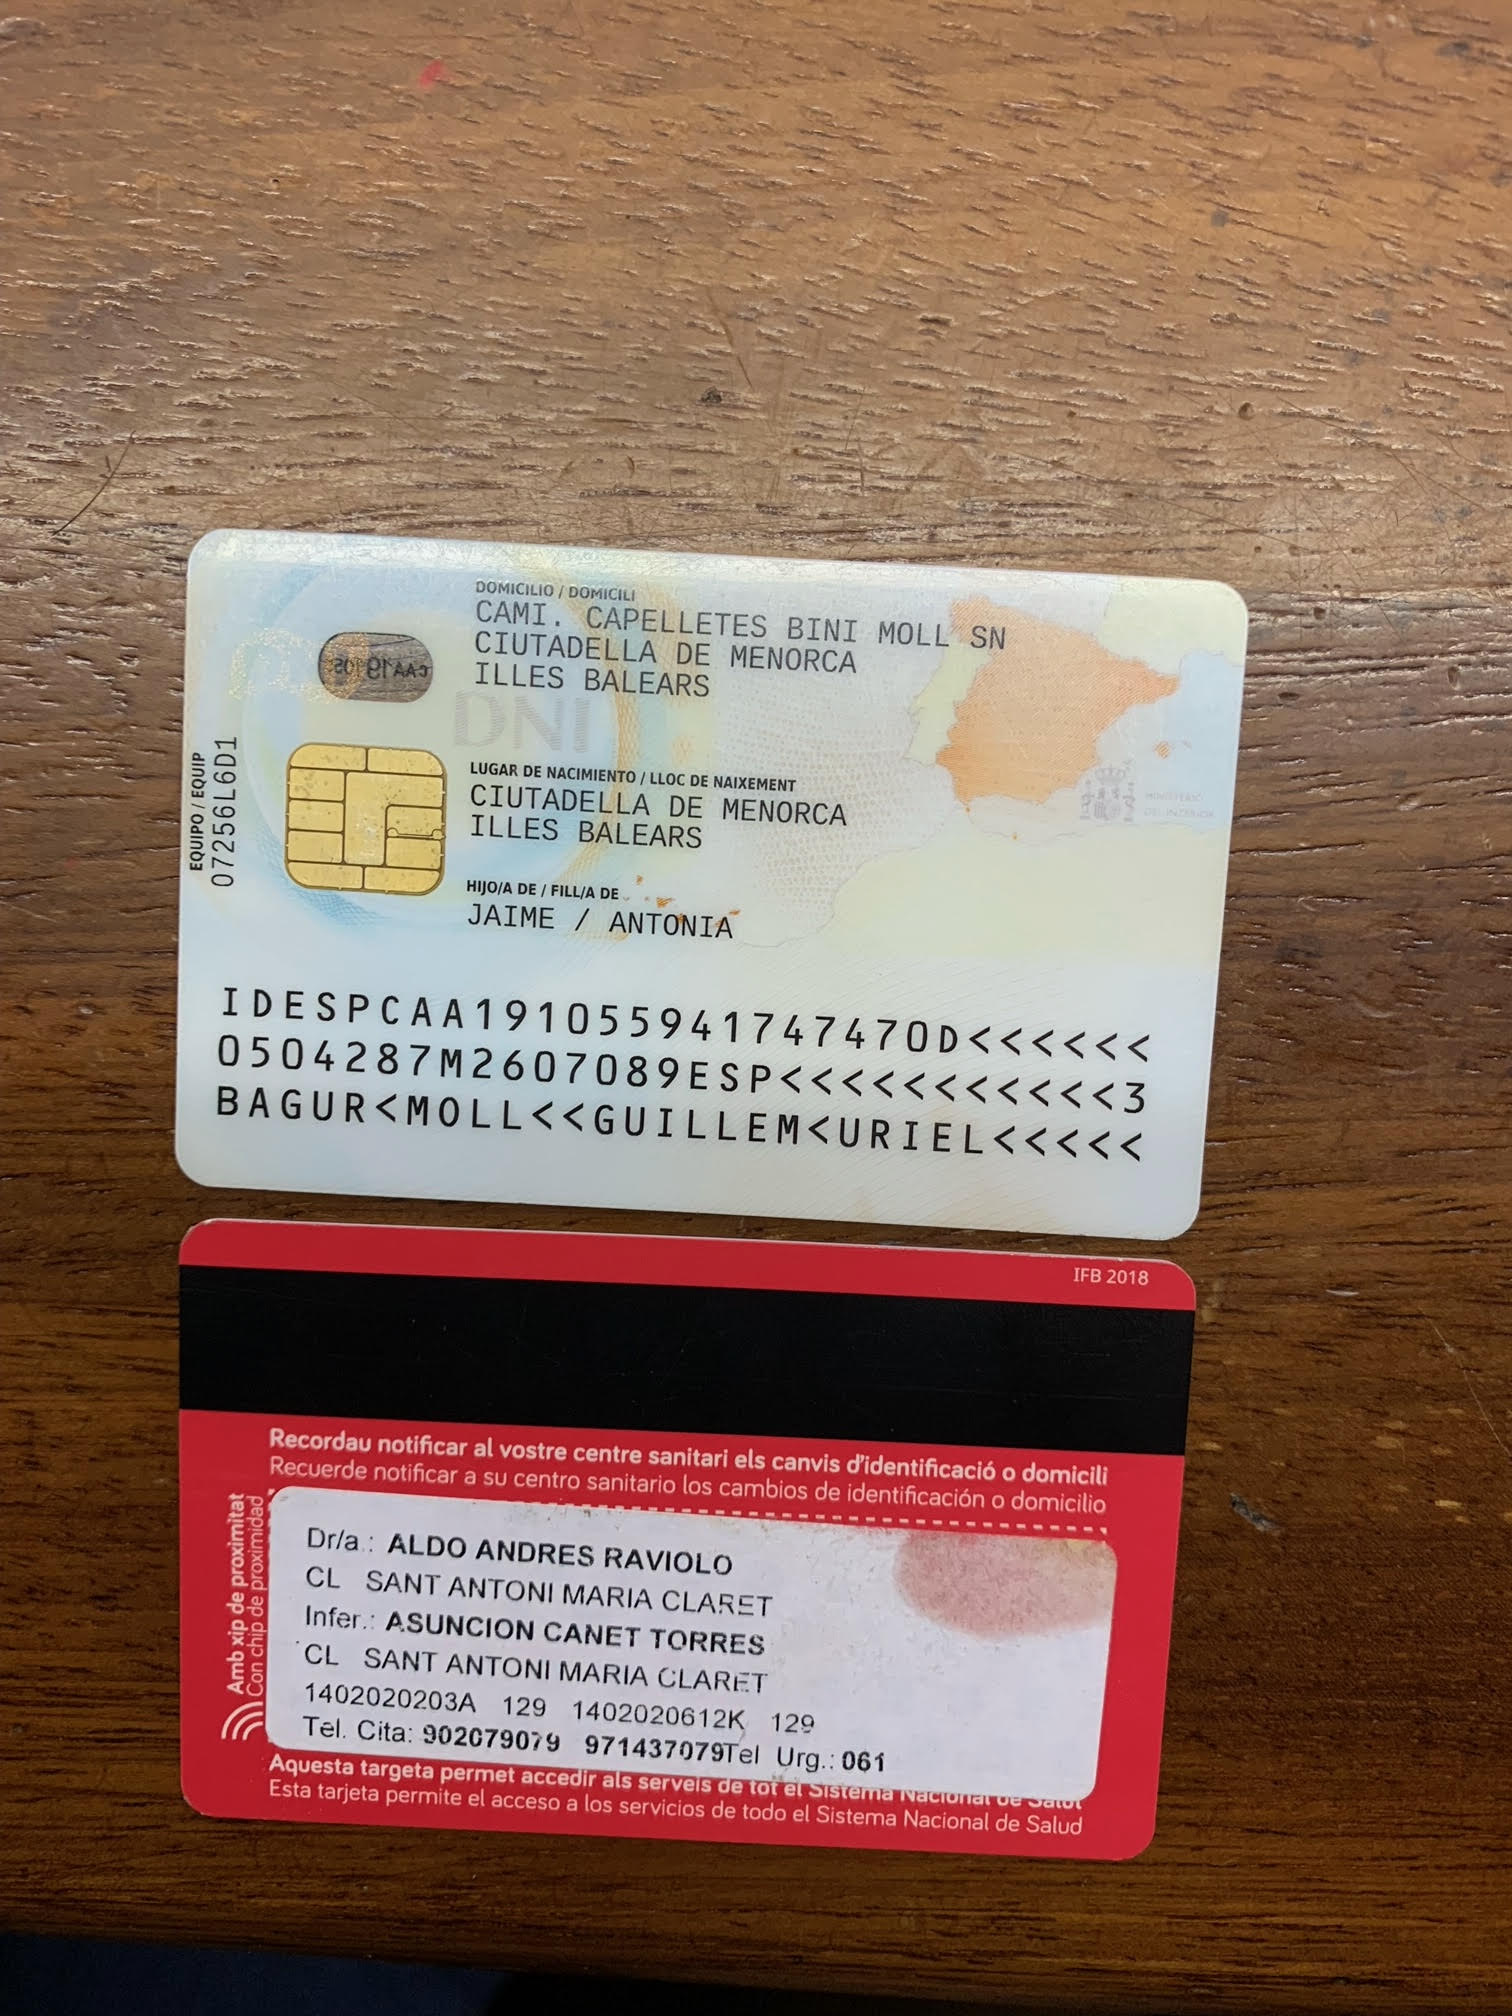 DOMICILIO / DOMICILI
CAMI. CAPELLETES BINI MOLL SN
CIUTADELLA DE MENORCA
ILLES BALEARS
CAA19105
DNI
LUGAR DE NACIMIENTO / LLOC DE NAIXEMENT
CIUTADELLA DE MENORCA
ILLES BALEARS
MINISTERIO
DEL INTERIOR
EQUIPO / EQUIP
07256L6D1
HIJO/A DE / FILL/A DE
JAIME / ANTONIA
IDESPCAA191055941747470D<<<<<<
0504287M2607089ESP<<<<<<<<<<<3
BAGUR<MOLL<<GUILLEM<URIEL<<<<<
IFB 2018
Recordau notificar al vostre centre sanitari els canvis d'identificació o domicili
Recuerde notificar a su centro sanitario los cambios de identificación o domicilio
Amb xip de proximitat
Con chip de proximidad
Dr/a.: ALDO ANDRES RAVIOLO
CL SANT ANTONI MARIA CLARET
Infer.: ASUNCION CANET TORRES
CL SANT ANTONI MARIA CLARET
1402020203A 129 1402020612K 129
Tel. Cita: 902079079 971437079Tel Urg.: 061
Aquesta targeta permet accedir als serveis de tot el Sistema Nacional de Salut
Esta tarjeta permite el acceso a los servicios de todo el Sistema Nacional de Salud